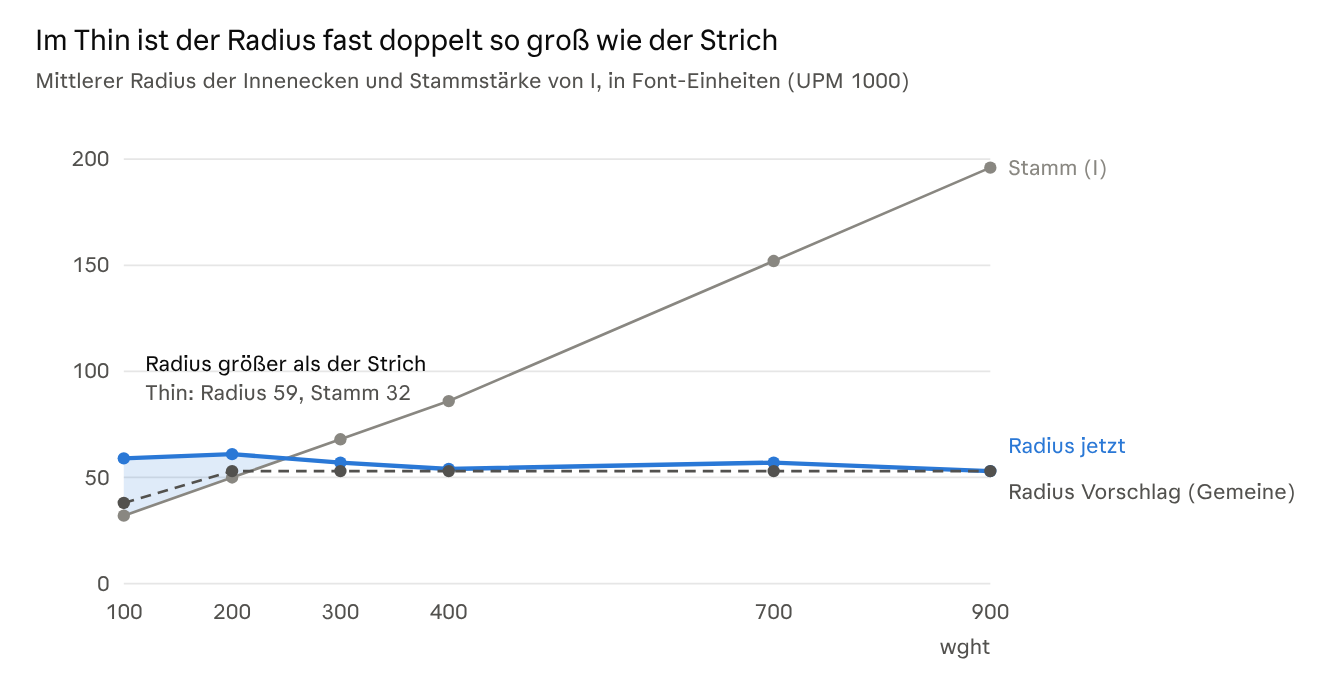 Im Thin ist der Radius fast doppelt so groß wie der Strich
Mittlerer Radius der Innenecken und Stammstärke von I, in Font-Einheiten (UPM 1000)
200
Stamm (I)
150
Radius größer als der Strich
100
Thin: Radius 59, Stamm 32
Radius jetzt
50
Radius Vorschlag (Gemeine)
0
100 200 300 400 700 900
wght